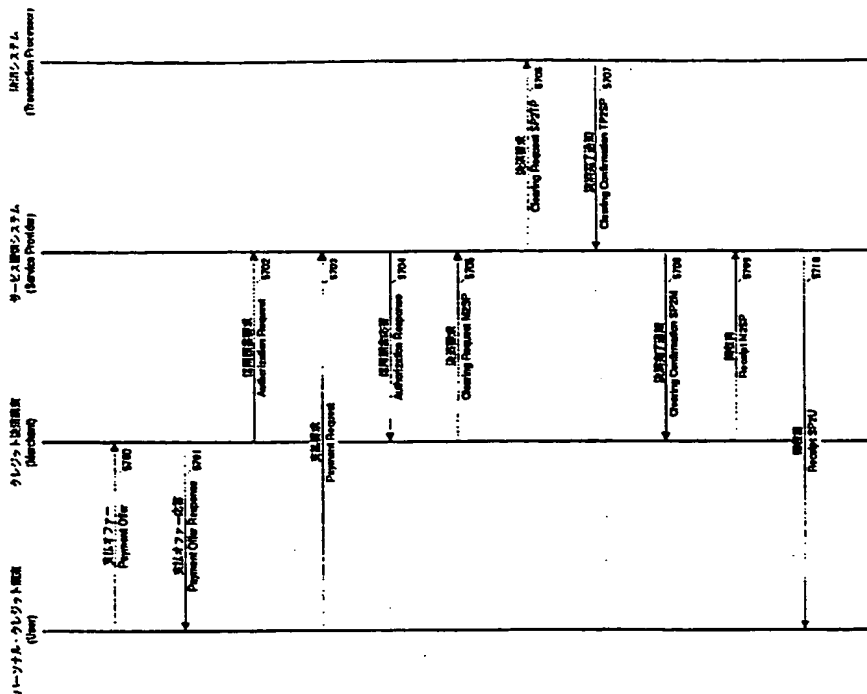 パーソナル・クレジット端末
(User)
クレジット決済端末
(Merchant)
サービス提供システム
(Service Provider)
決済システム
(Transaction Processor)
支払オファー
Payment Offer
S700
支払オファー応答
Payment Offer Response
S701
信用照会要求
Authorization Request
S702
支払要求
Payment Request
S703
信用照会応答
Authorization Response
S704
決済要求
Clearing Request M2SP
S705
決済要求
Clearing Request SP2TP
S706
決済完了通知
Clearing Confirmation TP2SP
S707
決済完了通知
Clearing Confirmation SP2M
S708
領収書
Receipt M2SP
S709
領収書
Receipt SP2U
S710